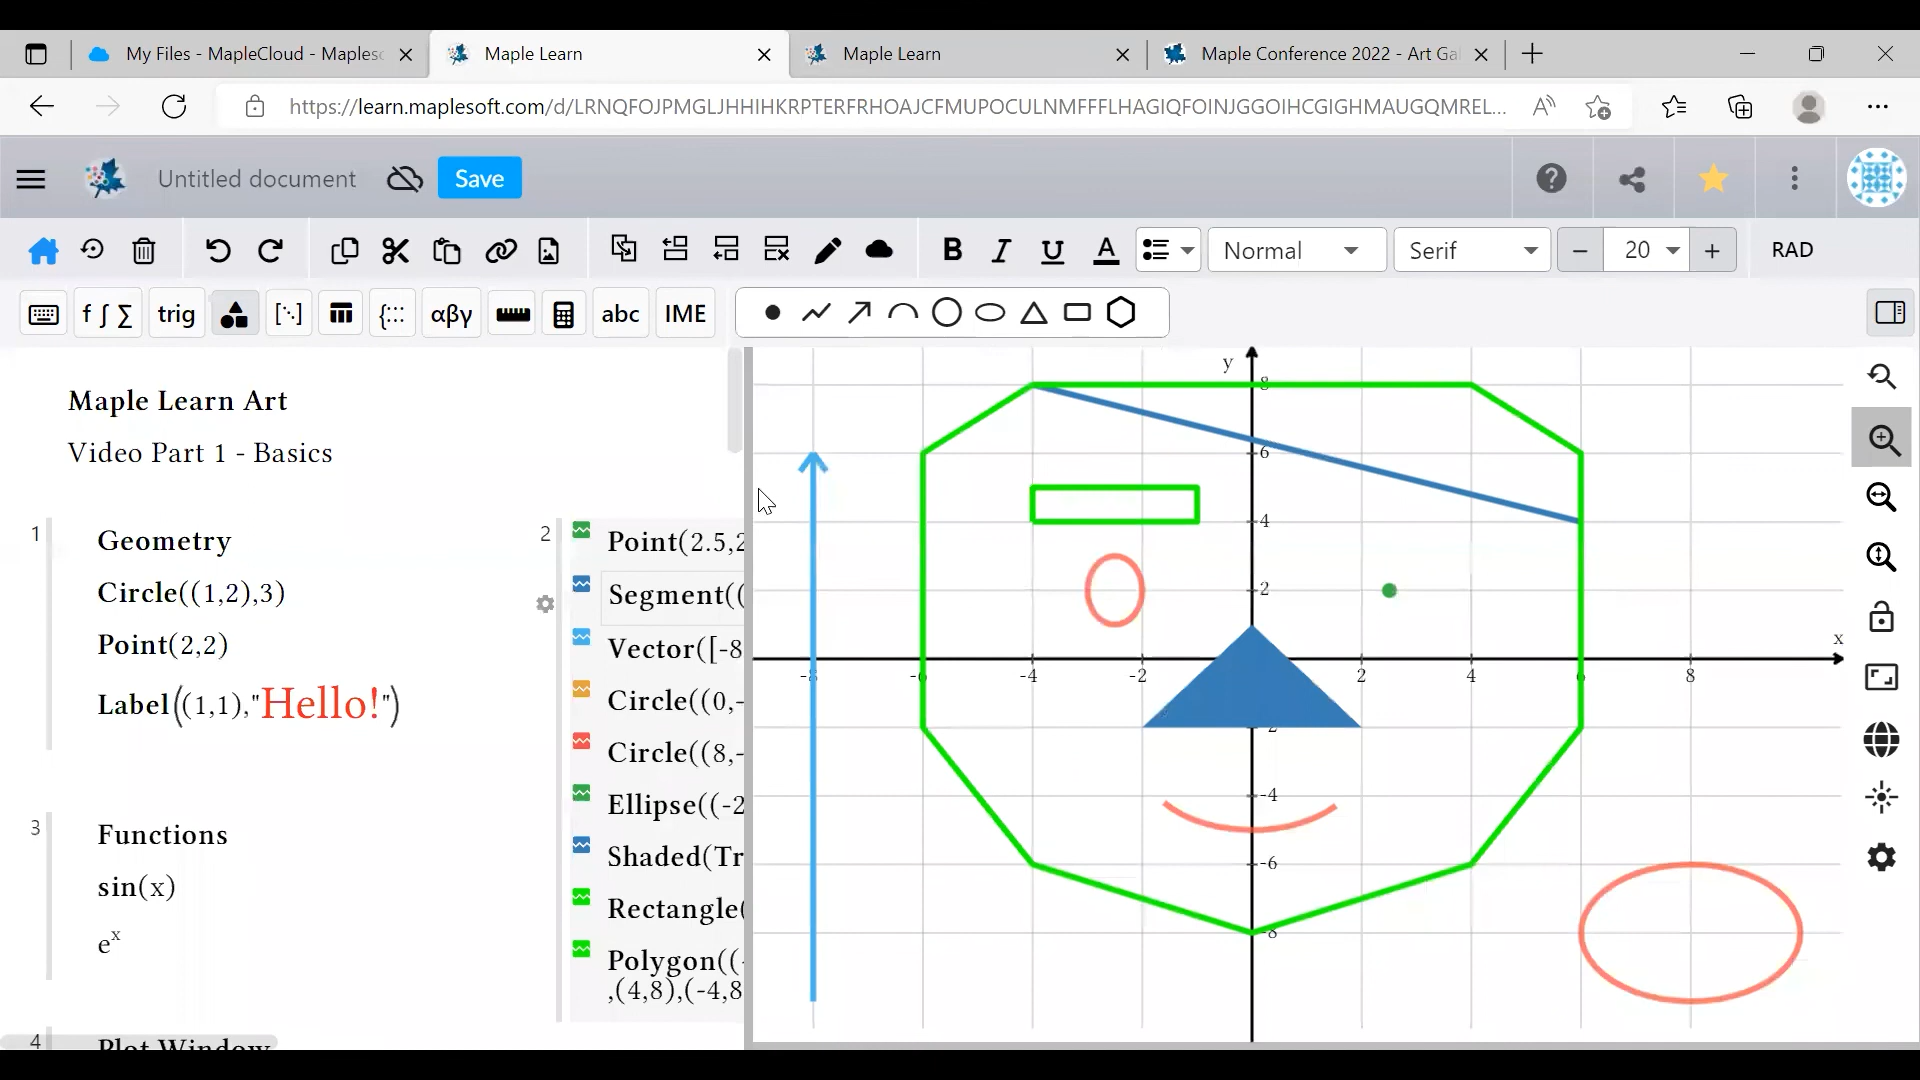 My Files - MapleCloud - Maples
Maple Learn
Maple Learn
Maple Conference 2022 - Art Ga
https://learn.maplesoft.com/d/LRNQFOJPMGLJHHIHKRPTERFRHOAJCFMUPOCULNMFFFLHAGIQFOINJGGOIHCGIGHMAUGQMREL...
Untitled document
Save
B I U A
Normal
Serif
20
RAD
f ∫ ∑
trig
αβγ
abc
IME
Maple Learn Art
Video Part 1 - Basics
1
Geometry
Circle((1,2),3)
Point(2,2)
Label((1,1),"Hello!")
2
Point(2.5,2
Segment((
Vector([-8
Circle((0,-
Circle((8,-
Ellipse((-2
Shaded(Tr
Rectangle(
Polygon((-
,(4,8),(-4,8
3
Functions
sin(x)
eˣ
4
Plot Window
y
8
6
4
2
x
-8 -6 -4 -2 2 4 6 8
-2
-4
-6
-8